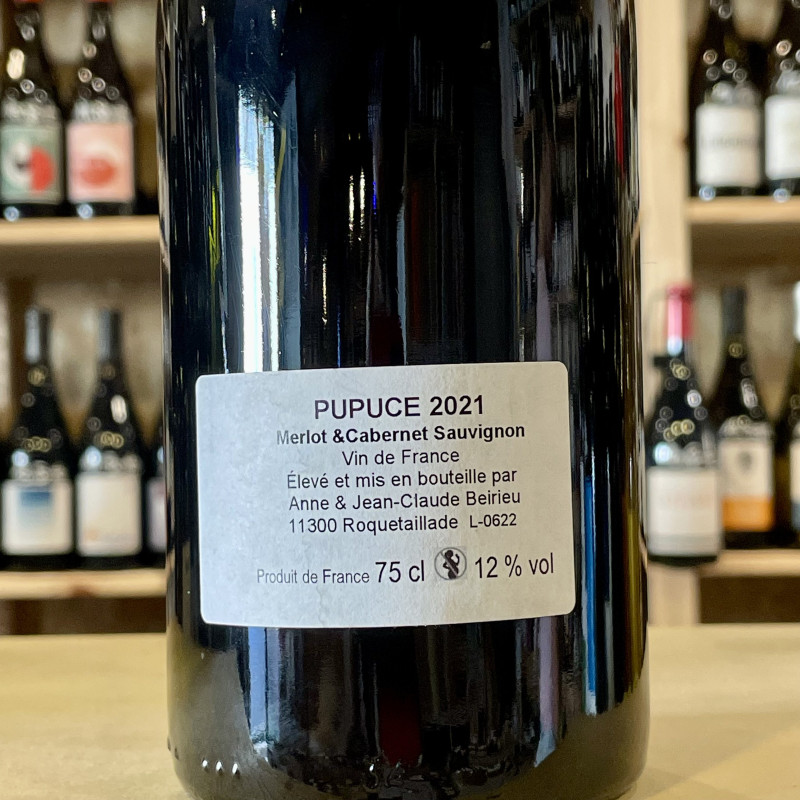 PUPUCE 2021
Merlot &Cabernet Sauvignon
Vin de France
Élevé et mis en bouteille par
Anne & Jean-Claude Beirieu
11300 Roquetaillade L-0622
Produit de France 75 cl 12 % vol